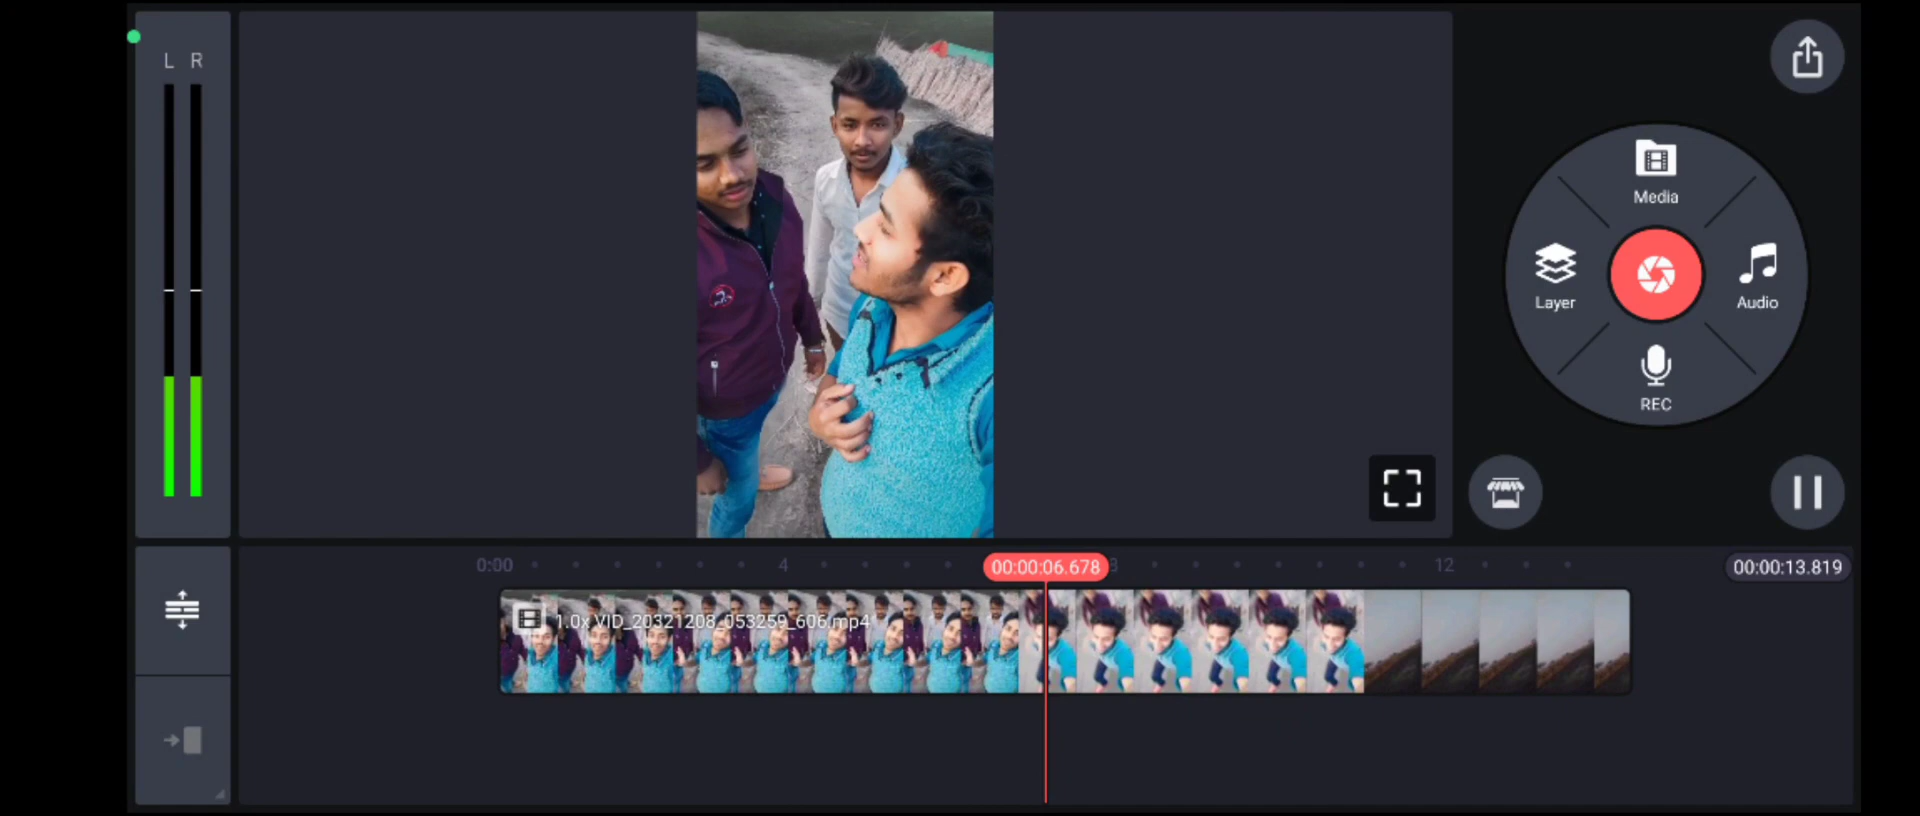 L R
Media
Layer
Audio
REC
0:00 4 00:00:06.678 8 12 00:00:13.819
1.0x VID_20321208_053259_606.mp4